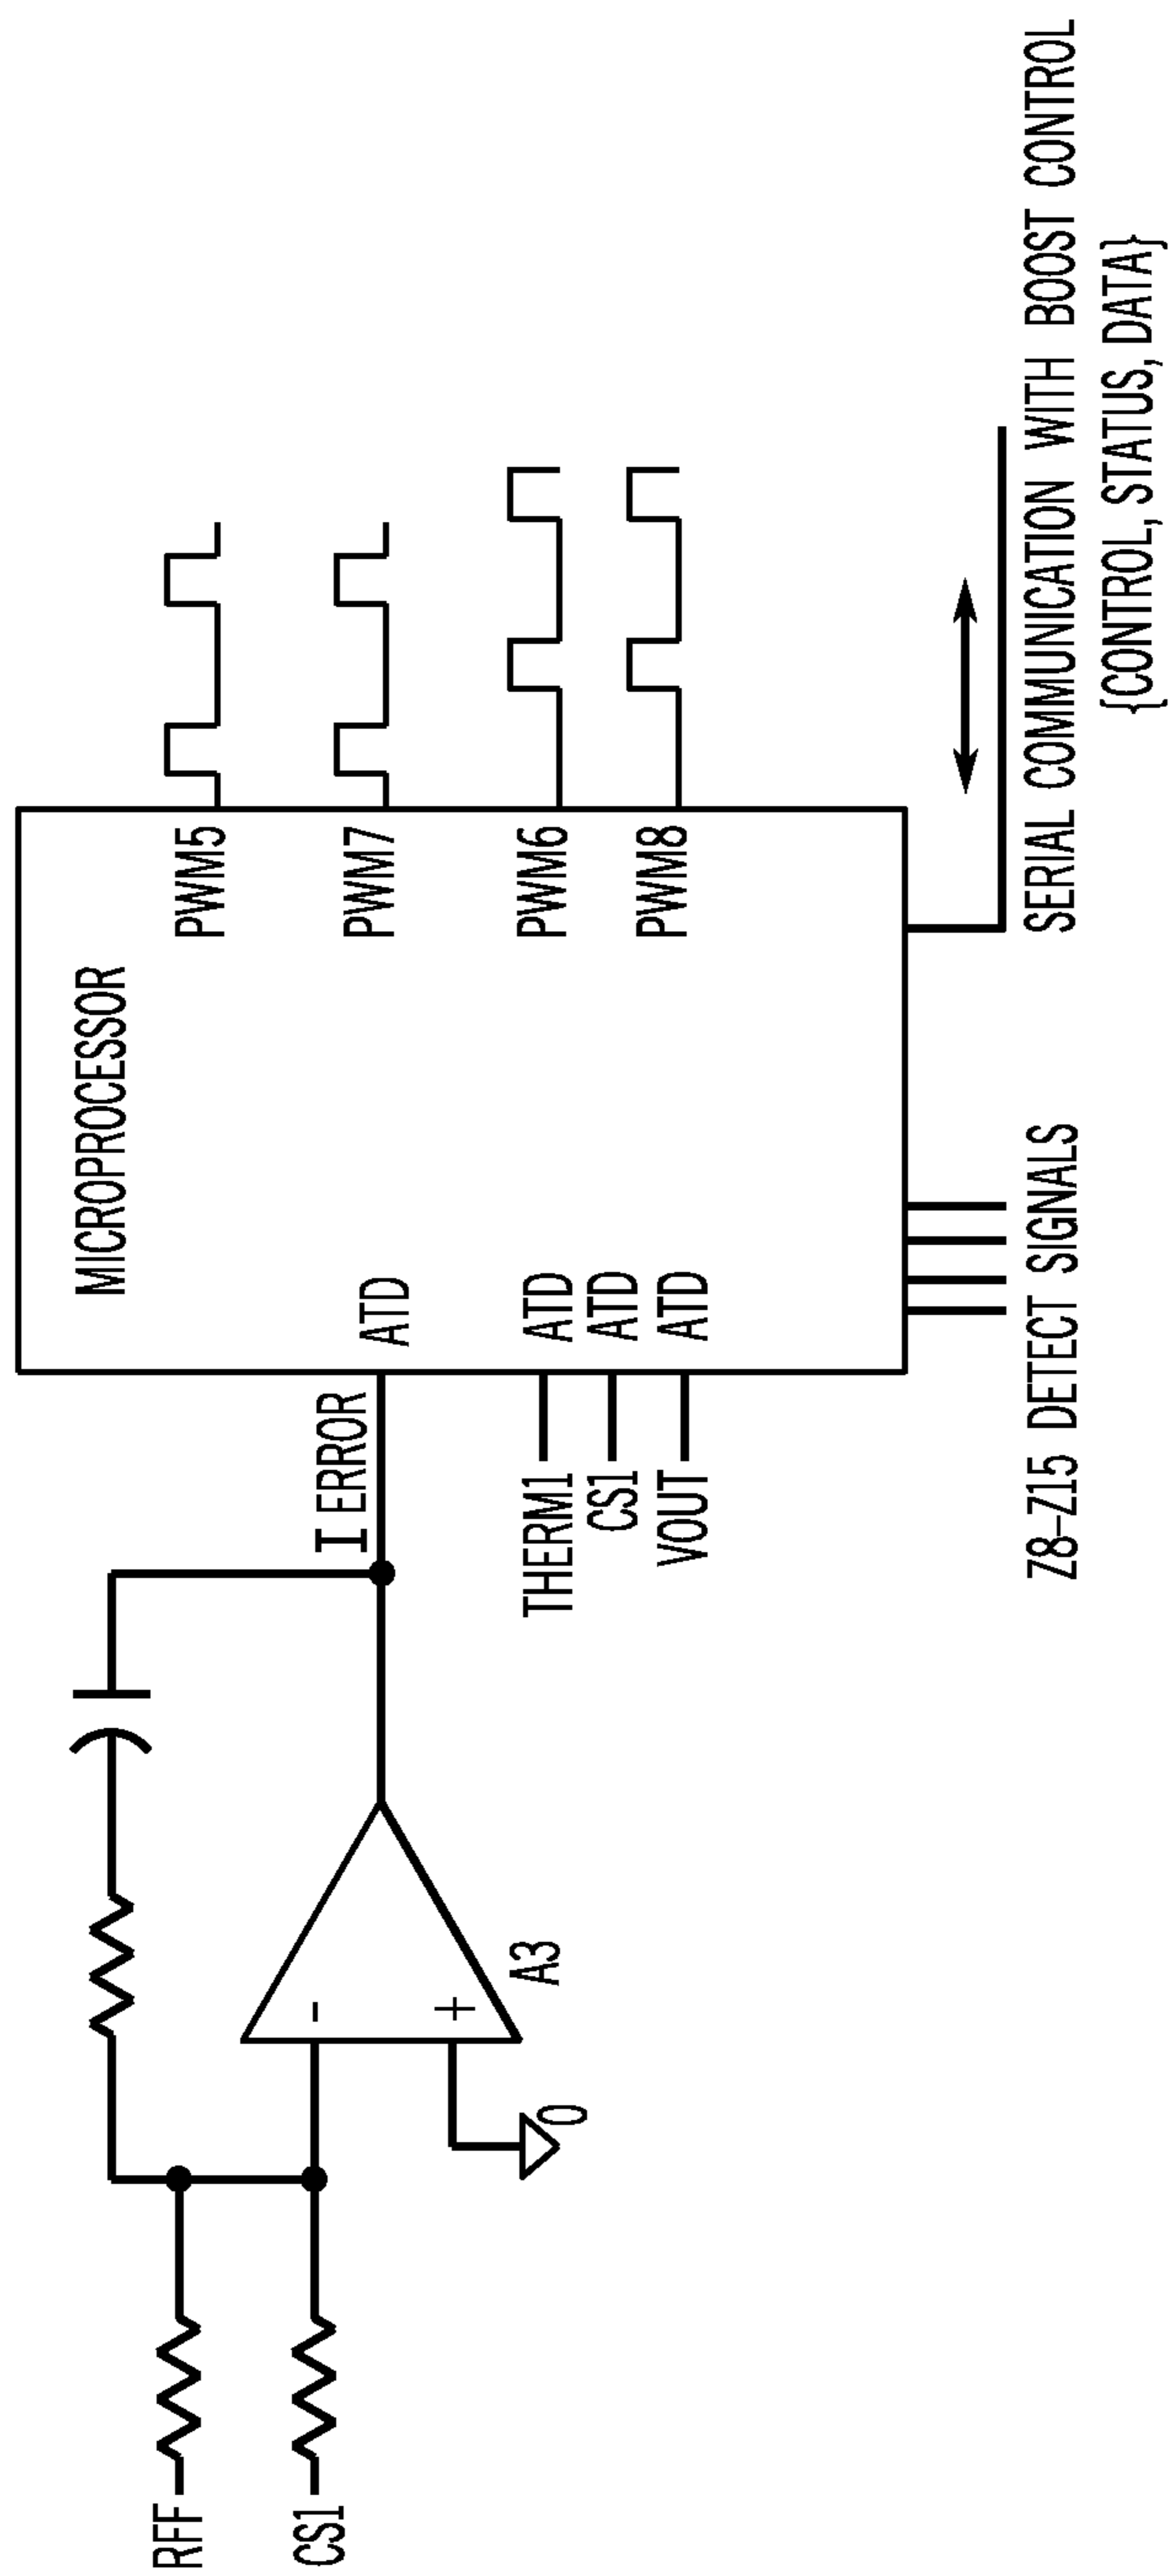 MICROPROCESSOR
RFF
CS1
-
+
A3
0
I ERROR
ATD
THERM1 ATD
CS1 ATD
VOUT ATD
PWM5
PWM7
PWM6
PWM8
Z8-Z15 DETECT SIGNALS
SERIAL COMMUNICATION WITH BOOST CONTROL
{CONTROL, STATUS, DATA}